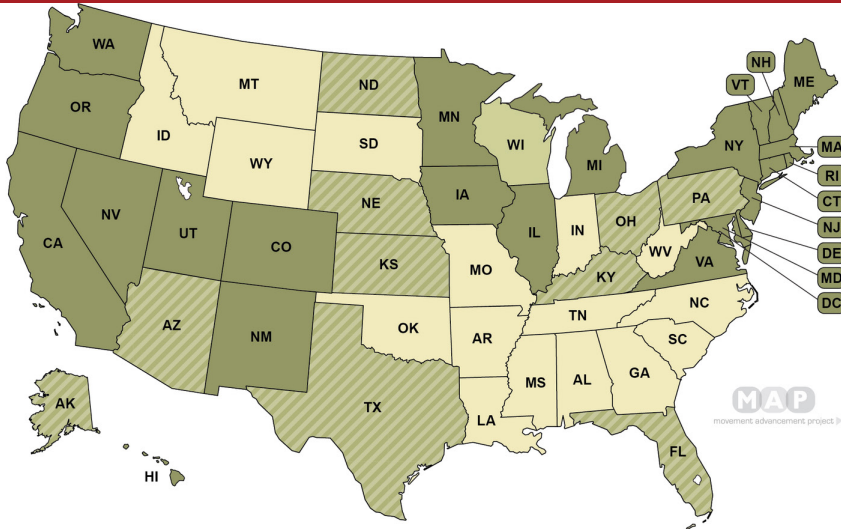 WA
OR
CA
NV
ID
MT
WY
UT
CO
AZ
NM
ND
SD
NE
KS
OK
TX
MN
IA
MO
AR
LA
WI
IL
MI
IN
OH
KY
TN
MS
AL
GA
FL
SC
NC
VA
WV
PA
NY
VT
NH
ME
MA
RI
CT
NJ
DE
MD
DC
AK
HI
MAP
movement advancement project